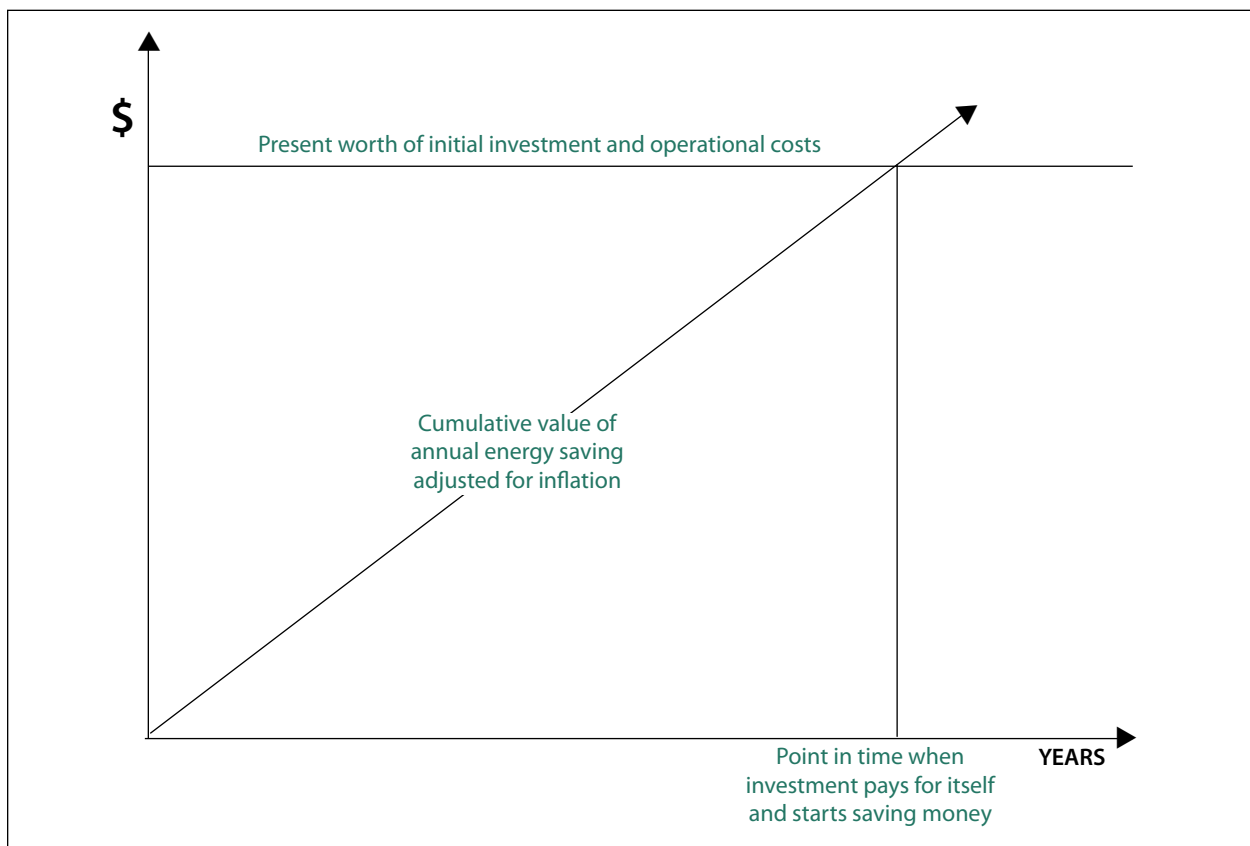 $
Present worth of initial investment and operational costs
Cumulative value of
annual energy saving
adjusted for inflation
YEARS
Point in time when
investment pays for itself
and starts saving money